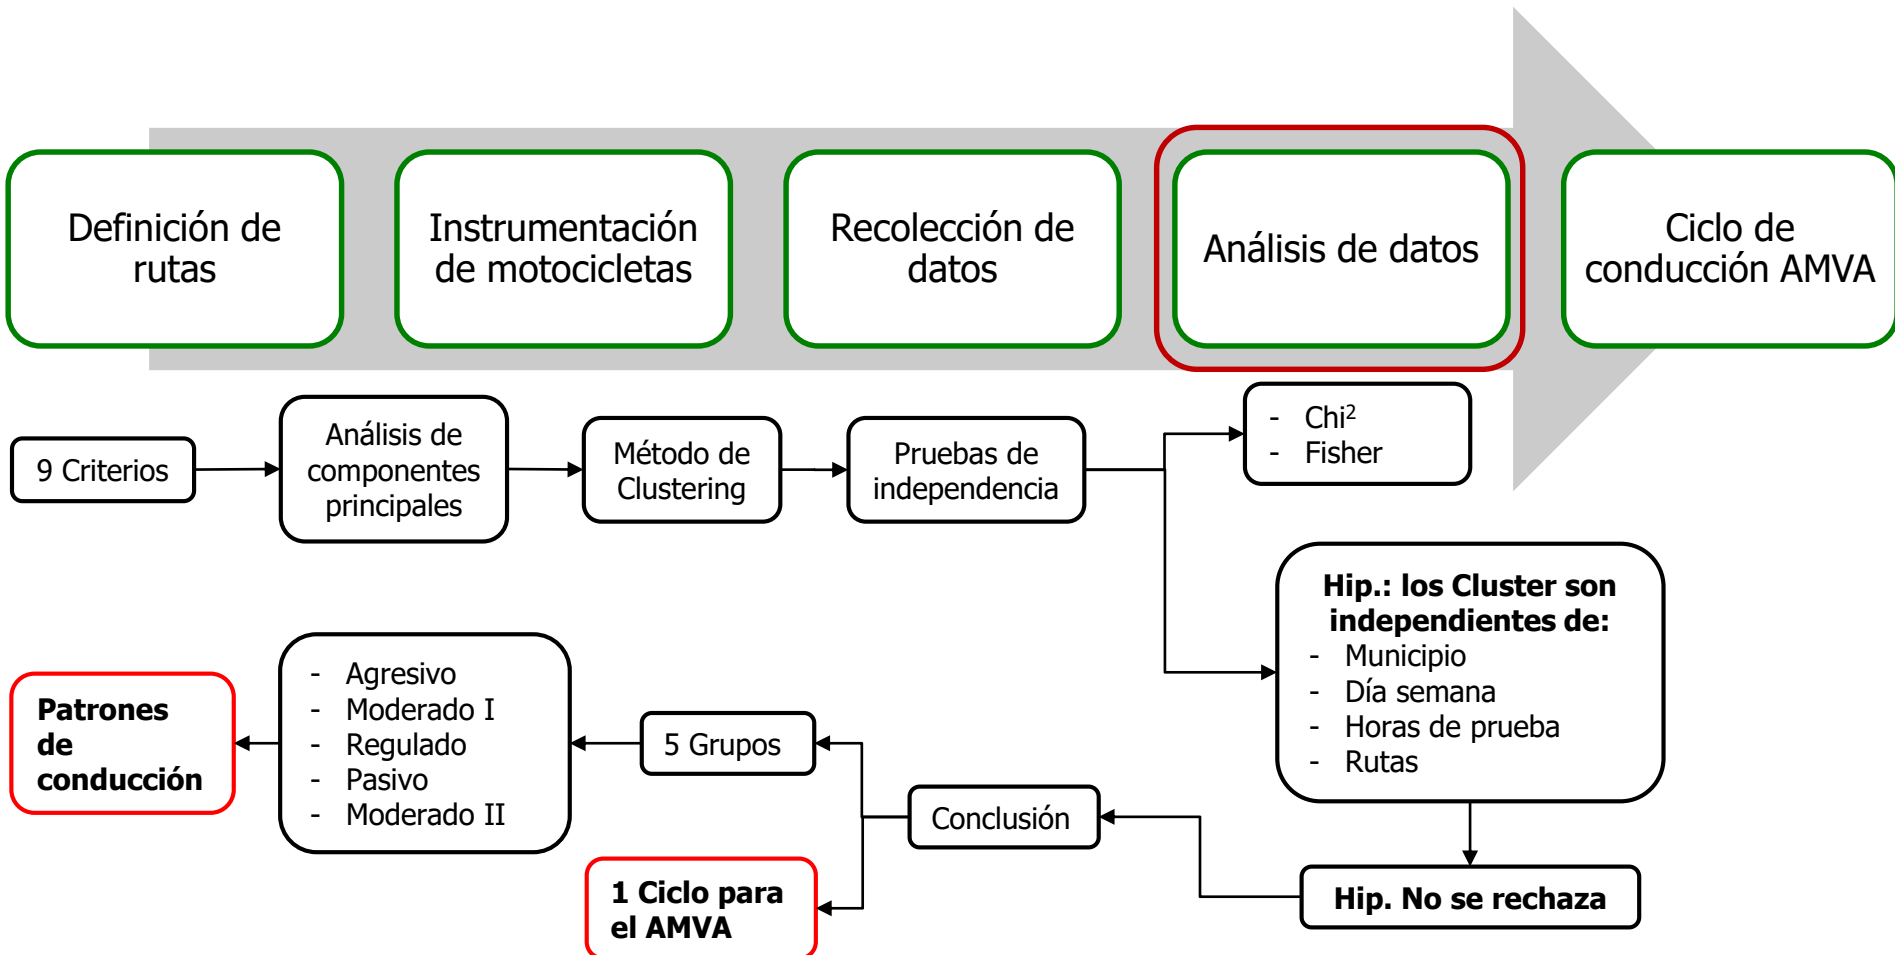 Definición de
rutas
Instrumentación
de motocicletas
Recolección de
datos
Análisis de datos
Ciclo de
conducción AMVA
9 Criterios
Análisis de
componentes
principales
Método de
Clustering
Pruebas de
independencia
- Chi²
- Fisher
Hip.: los Cluster son
independientes de:
- Municipio
- Día semana
- Horas de prueba
- Rutas
Hip. No se rechaza
Conclusión
5 Grupos
- Agresivo
- Moderado I
- Regulado
- Pasivo
- Moderado II
Patrones
de
conducción
1 Ciclo para
el AMVA